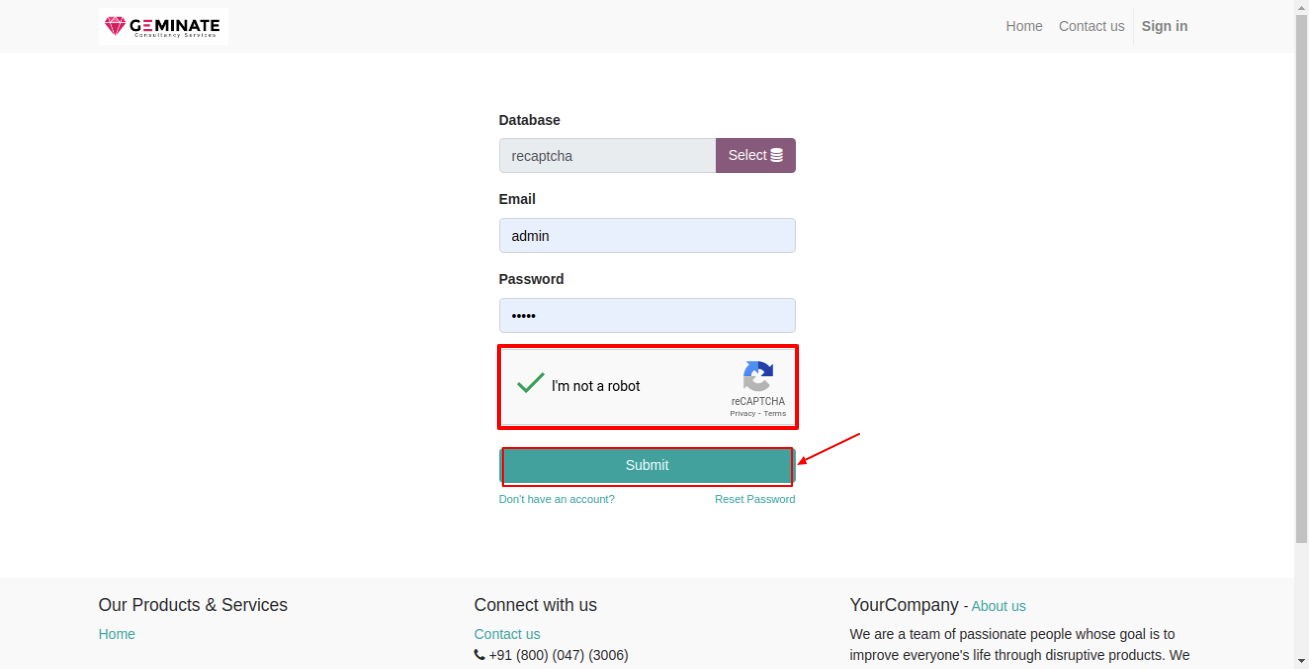 GEMINATE
Consultancy Services
Home Contact us Sign in
Database
recaptcha Select
Email
admin
Password
•••••
I'm not a robot
reCAPTCHA
Privacy - Terms
Submit
Don't have an account? Reset Password
Our Products & Services
Home
Connect with us
Contact us
+91 (800) (047) (3006)
YourCompany - About us
We are a team of passionate people whose goal is to
improve everyone's life through disruptive products. We